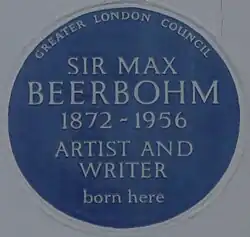 GREATER LONDON COUNCIL
SIR MAX
BEERBOHM
1872-1956
ARTIST AND
WRITER
born here